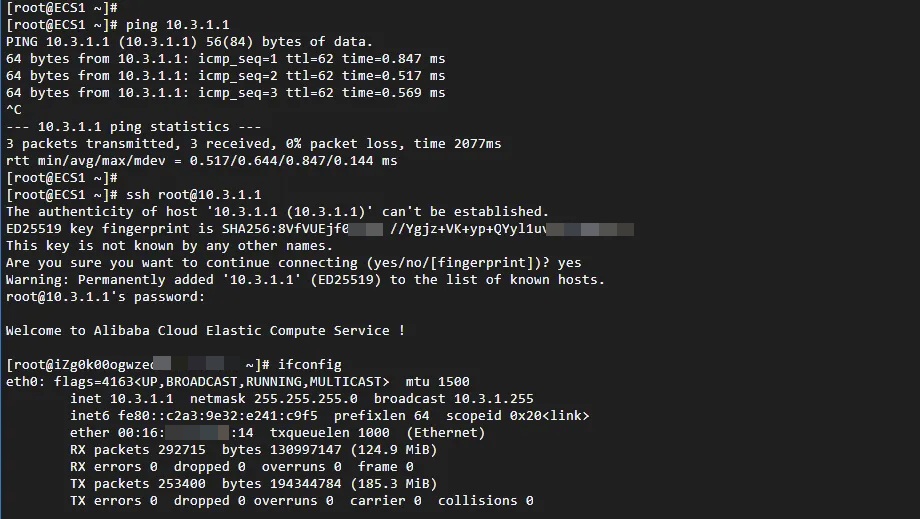 [root@ECS1 ~]#
[root@ECS1 ~]# ping 10.3.1.1
PING 10.3.1.1 (10.3.1.1) 56(84) bytes of data.
64 bytes from 10.3.1.1: icmp_seq=1 ttl=62 time=0.847 ms
64 bytes from 10.3.1.1: icmp_seq=2 ttl=62 time=0.517 ms
64 bytes from 10.3.1.1: icmp_seq=3 ttl=62 time=0.569 ms
^C
--- 10.3.1.1 ping statistics ---
3 packets transmitted, 3 received, 0% packet loss, time 2077ms
rtt min/avg/max/mdev = 0.517/0.644/0.847/0.144 ms
[root@ECS1 ~]#
[root@ECS1 ~]# ssh root@10.3.1.1
The authenticity of host '10.3.1.1 (10.3.1.1)' can't be established.
ED25519 key fingerprint is SHA256:8VfVUEjf //Ygjz+VK+yp+QYyl1u
This key is not known by any other names.
Are you sure you want to continue connecting (yes/no/[fingerprint])? yes
Warning: Permanently added '10.3.1.1' (ED25519) to the list of known hosts.
root@10.3.1.1's password:
Welcome to Alibaba Cloud Elastic Compute Service !
[root@iZg0k00ogwze ~]# ifconfig
eth0: flags=4163<UP,BROADCAST,RUNNING,MULTICAST>  mtu 1500
inet 10.3.1.1  netmask 255.255.255.0  broadcast 10.3.1.255
inet6 fe80::c2a3:9e32:e241:c9f5  prefixlen 64  scopeid 0x20<link>
ether 00:16: :14  txqueuelen 1000  (Ethernet)
RX packets 292715  bytes 130997147 (124.9 MiB)
RX errors 0  dropped 0  overruns 0  frame 0
TX packets 253400  bytes 194344784 (185.3 MiB)
TX errors 0  dropped 0 overruns 0  carrier 0  collisions 0